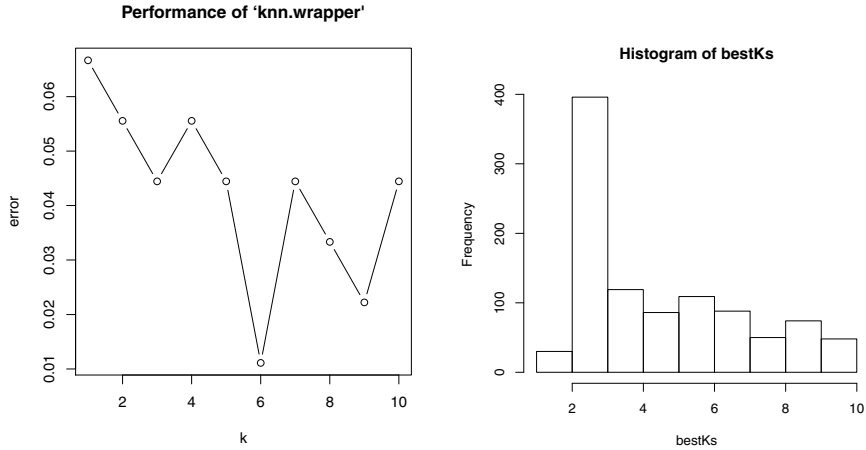 Performance of ‘knn.wrapper'
error
0.06
0.05
0.04
0.03
0.02
0.01
2 4 6 8 10
k
Histogram of bestKs
Frequency
400
300
200
100
0
2 4 6 8 10
bestKs